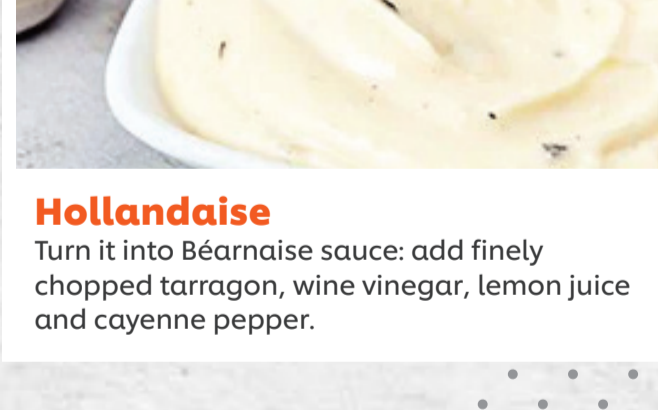 Hollandaise
Turn it into Béarnaise sauce: add finely
chopped tarragon, wine vinegar, lemon juice
and cayenne pepper.